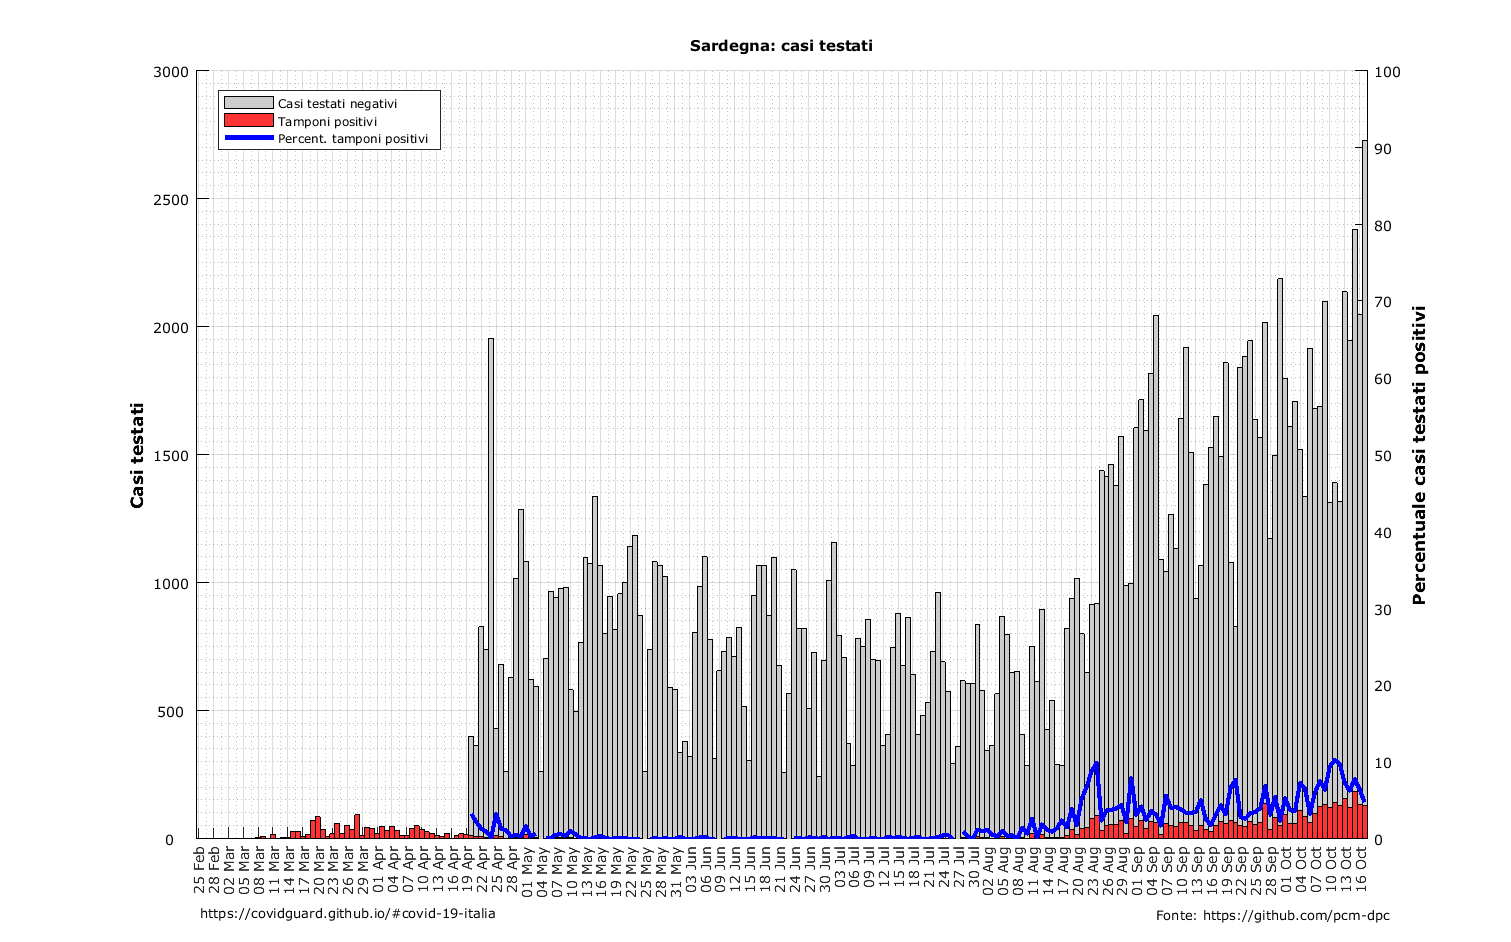 Sardegna: casi testati
Casi testati negativi
Tamponi positivi
Percent. tamponi positivi
Casi testati
3000
2500
2000
1500
1000
500
0
100
90
80
70
60
50
40
30
20
10
0
Percentuale casi testati positivi
25 Feb
28 Feb
02 Mar
05 Mar
08 Mar
11 Mar
14 Mar
17 Mar
20 Mar
23 Mar
26 Mar
29 Mar
01 Apr
04 Apr
07 Apr
10 Apr
13 Apr
16 Apr
19 Apr
22 Apr
25 Apr
28 Apr
01 May
04 May
07 May
10 May
13 May
16 May
19 May
22 May
25 May
28 May
31 May
03 Jun
06 Jun
09 Jun
12 Jun
15 Jun
18 Jun
21 Jun
24 Jun
27 Jun
30 Jun
03 Jul
06 Jul
09 Jul
12 Jul
15 Jul
18 Jul
21 Jul
24 Jul
27 Jul
30 Jul
02 Aug
05 Aug
08 Aug
11 Aug
14 Aug
17 Aug
20 Aug
23 Aug
26 Aug
29 Aug
01 Sep
04 Sep
07 Sep
10 Sep
13 Sep
16 Sep
19 Sep
22 Sep
25 Sep
28 Sep
01 Oct
04 Oct
07 Oct
10 Oct
13 Oct
16 Oct
https://covidguard.github.io/#covid-19-italia
Fonte: https://github.com/pcm-dpc